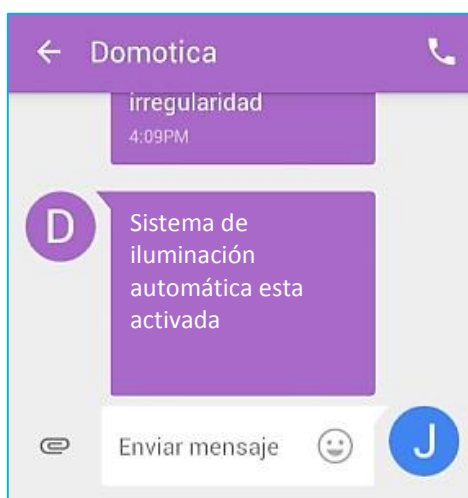 Domotica
irregularidad
4:09PM
D
Sistema de
iluminación
automática esta
activada
Enviar mensaje
J